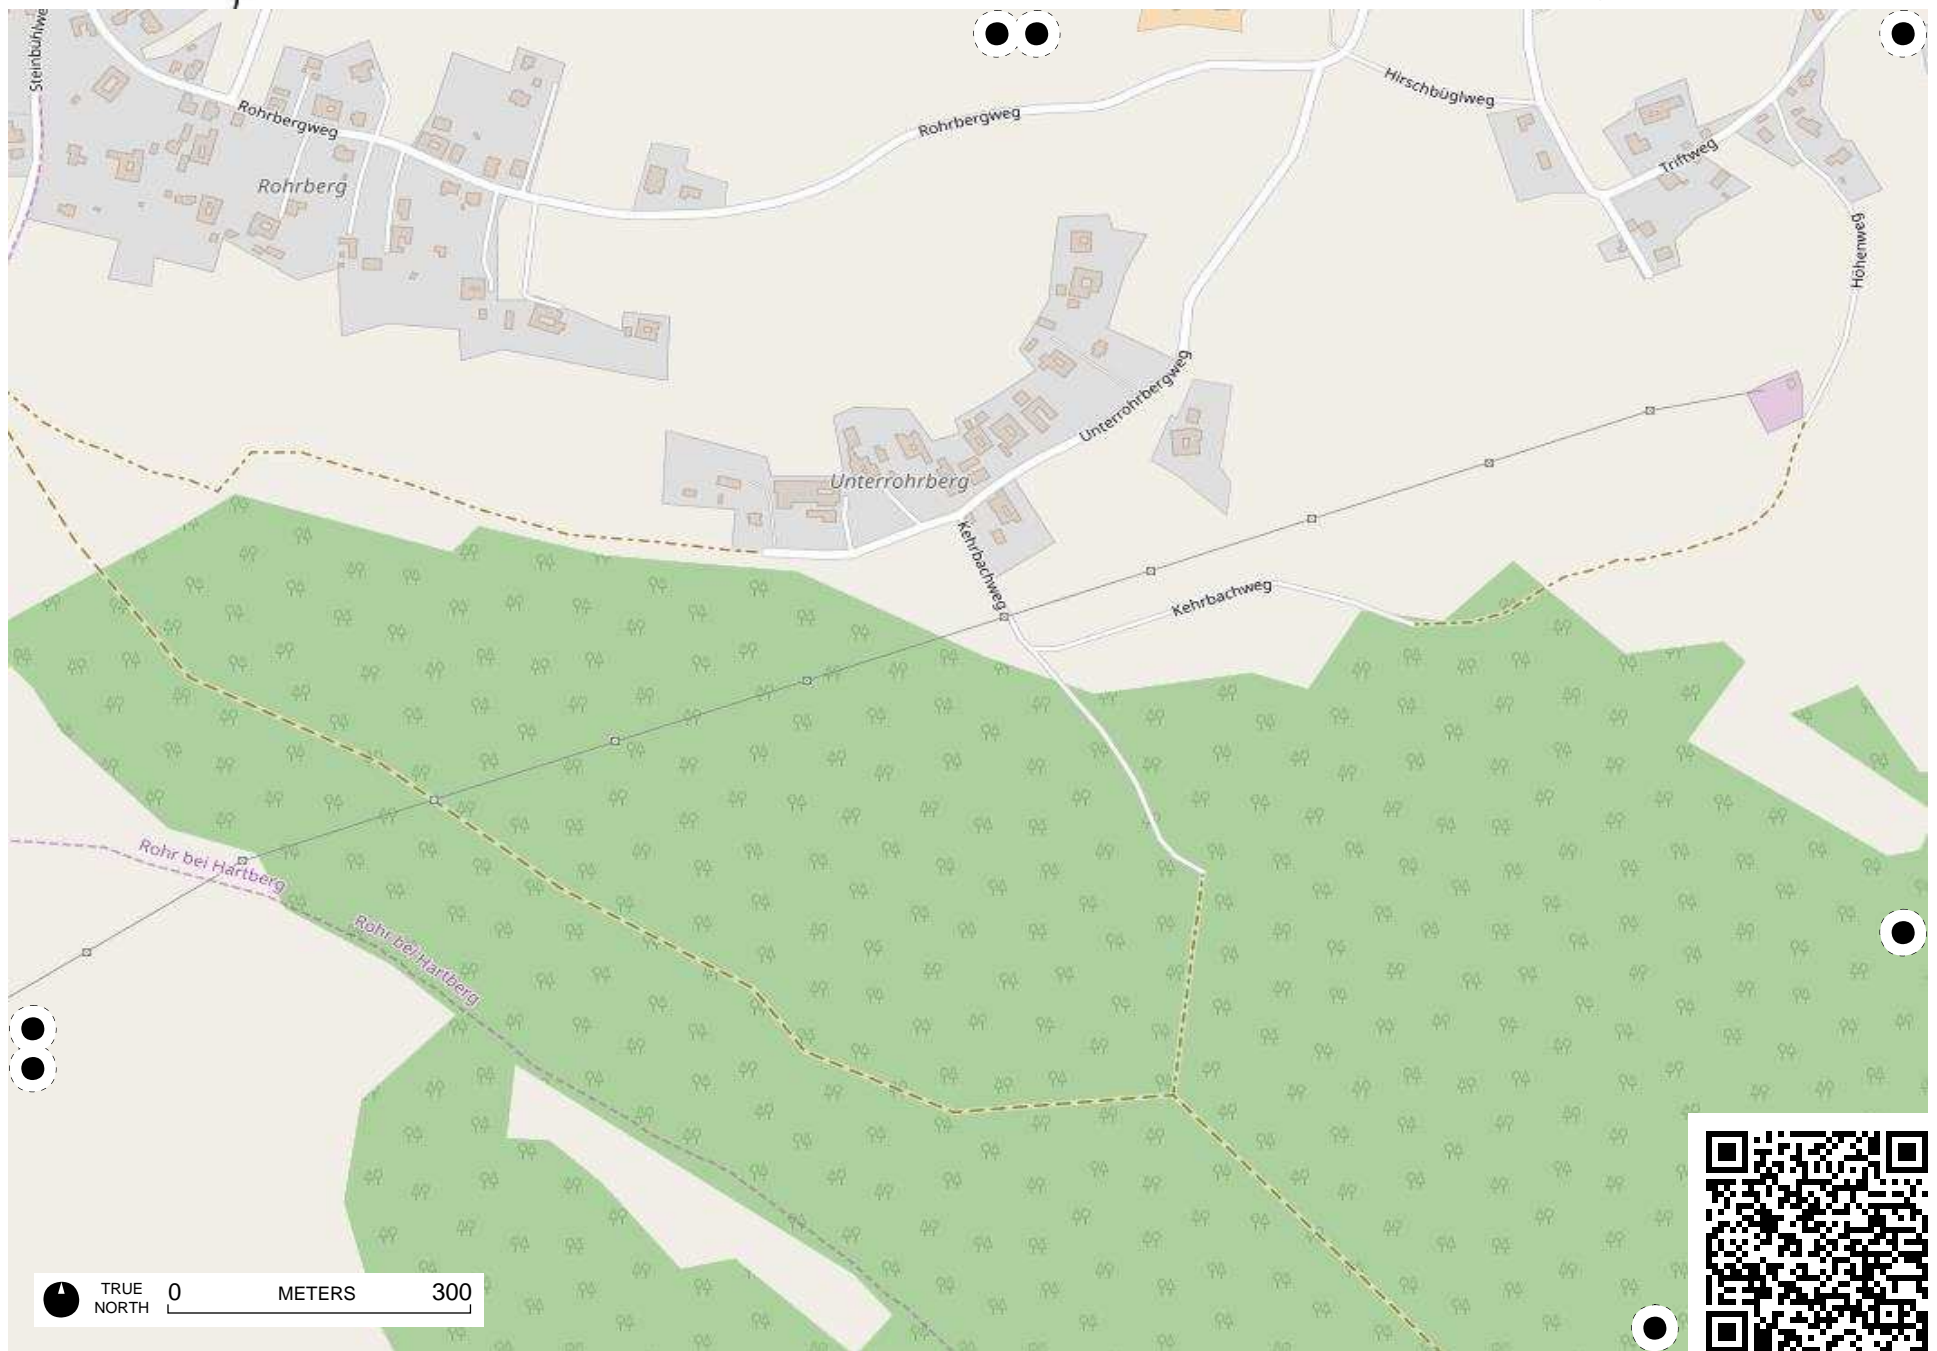 Steinbühlwe
Hirschbüglweg
Rohrbergweg
Rohrbergweg
Triftweg
Rohrberg
Höhenweg
Unterrohrbergweg
Unterrohrberg
Kehrbachweg
Kehrbachweg
Rohr bei Hartberg
Rohr bei Hartberg
TRUE NORTH
0 METERS 300